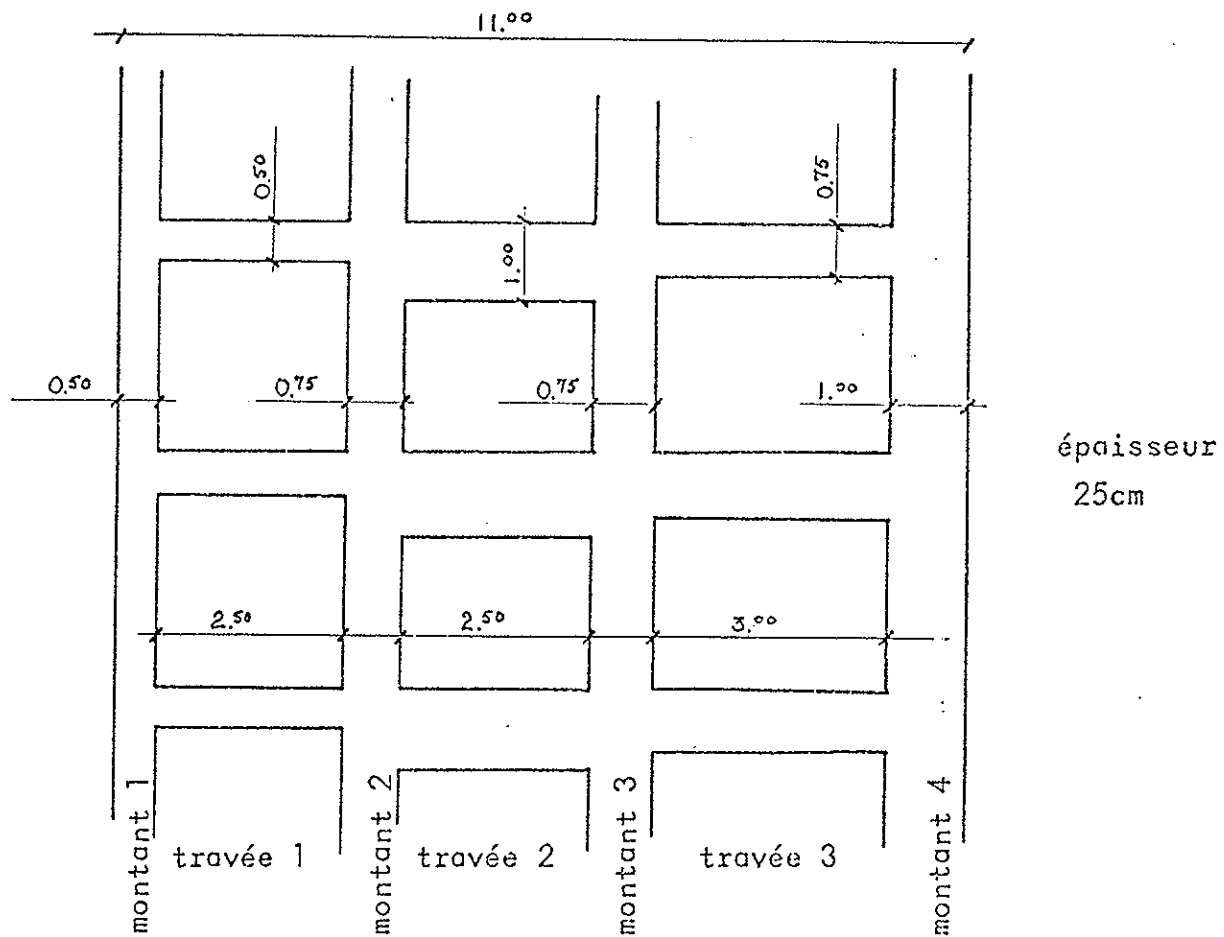 11.00
0.50
1.00
0.75
0.50
0.75
0.75
1.00
épaisseur
25cm
2.50
2.50
3.00
montant 1
travée 1
montant 2
travée 2
montant 3
travée 3
montant 4